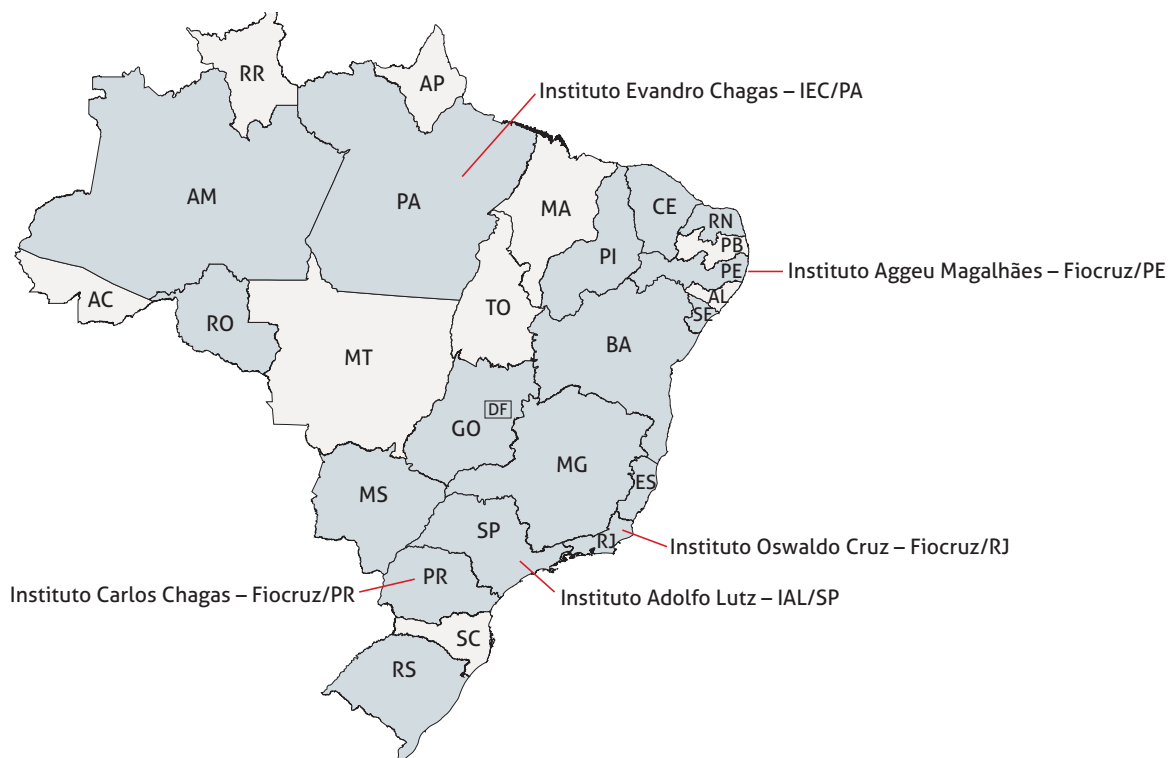 RR
AP
Instituto Evandro Chagas – IEC/PA
AM
PA
MA
CE
RN
PB
PI
PE
Instituto Aggeu Magalhães – Fiocruz/PE
AC
TO
AL
SE
RO
BA
MT
DF
GO
MG
ES
MS
SP
RJ
Instituto Oswaldo Cruz – Fiocruz/RJ
PR
Instituto Carlos Chagas – Fiocruz/PR
Instituto Adolfo Lutz – IAL/SP
SC
RS